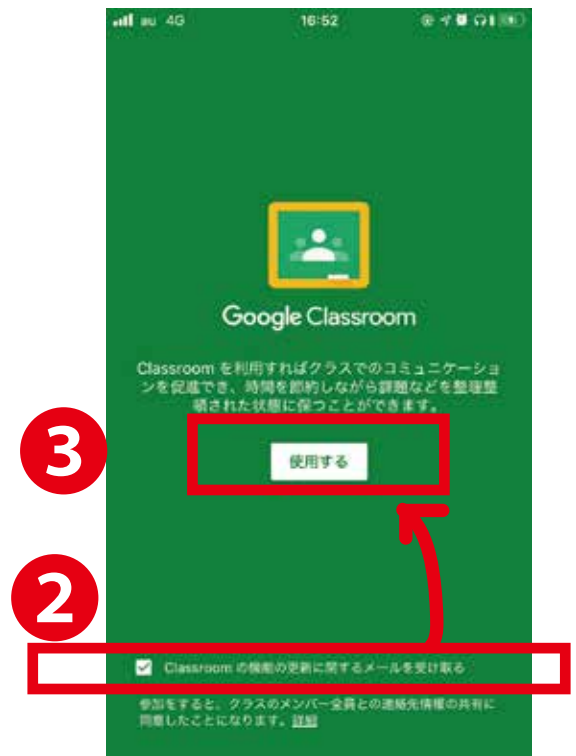 au 4G 16:52
Google Classroom
Classroom を利用すればクラスでのコミュニケーショ
ンを促進でき、時間を節約しながら課題などを整理整
頓された状態に保つことができます。
3
使用する
2
Classroom の機能の更新に関するメールを受け取る
参加をすると、クラスのメンバー全員との連絡先情報の共有に
同意したことになります。詳細